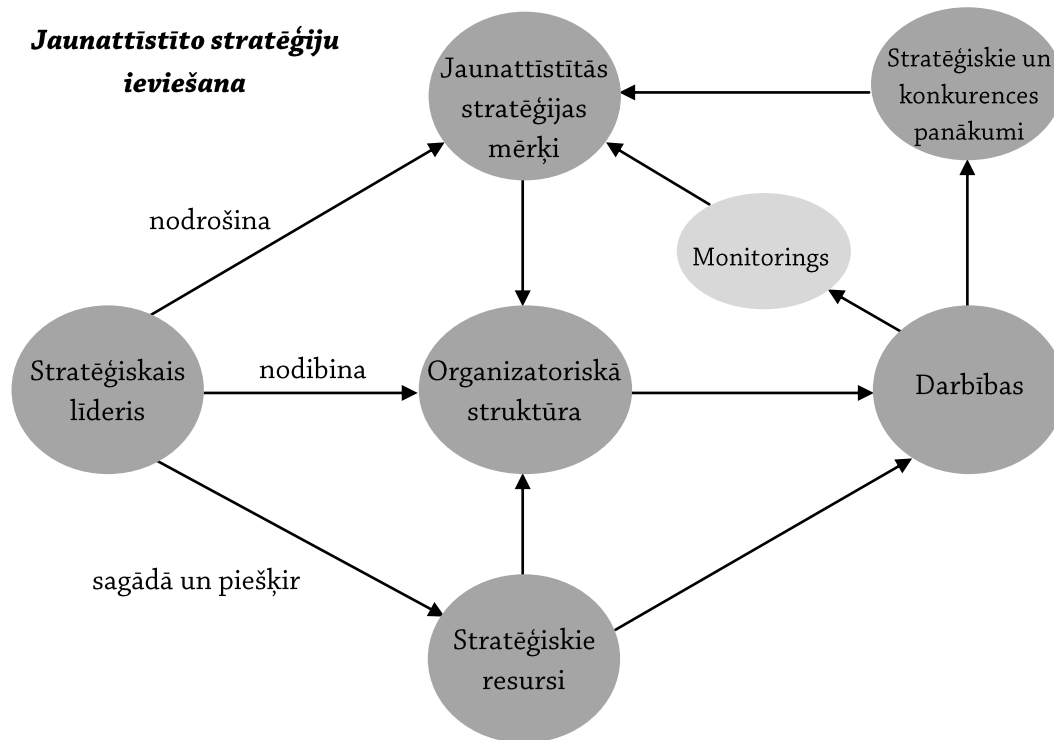 Jaunattīstīto stratēģiju
ieviešana
Jaunattīstītās
stratēģijas
mērķi
Stratēģiskie un
konkurences
panākumi
nodrošina
Monitorings
Stratēģiskais
līderis
nodibina
Organizatoriskā
struktūra
Darbības
sagādā un piešķir
Stratēģiskie
resursi